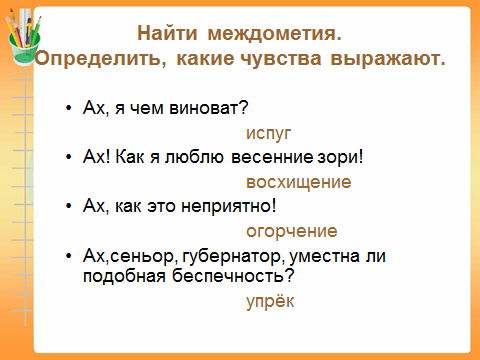 Найти междометия.
Определить, какие чувства выражают.
• Ах, я чем виноват?
испуг
• Ах! Как я люблю весенние зори!
восхищение
• Ах, как это неприятно!
огорчение
• Ах,сеньор, губернатор, уместна ли
подобная беспечность?
упрёк